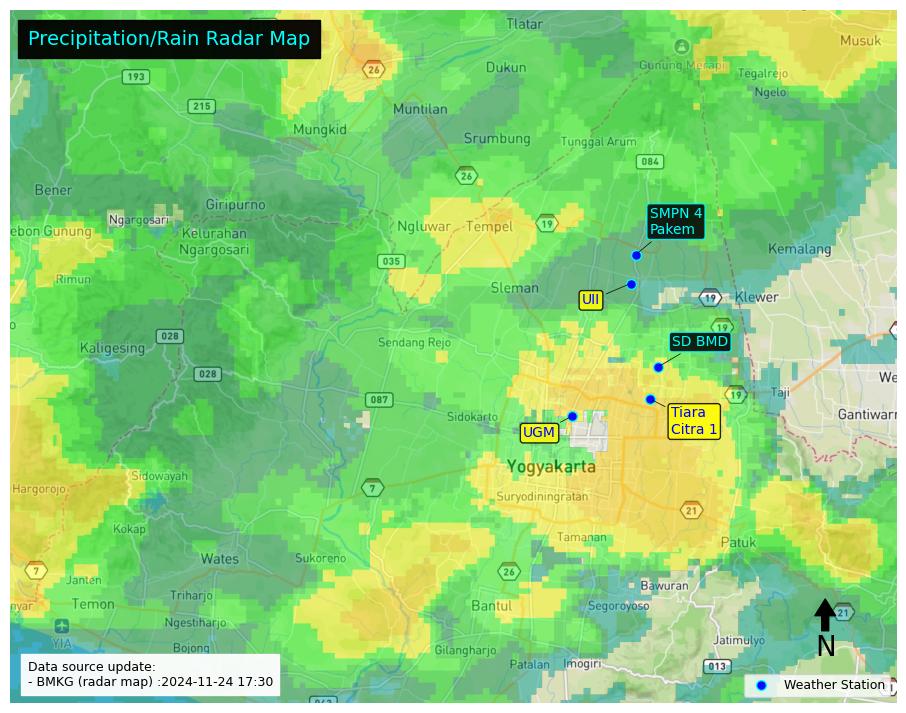 Precipitation/Rain Radar Map
Tlatar
Musuk
26
Gunung Merapi
193
Dukun
Tegalrejo
Ngelo
215
Muntilan
Mungkid
Srumbung
Tunggal Arum
084
26
Bener
Giripurno
SMPN 4
Pakem
Ngargosari
Ngluwar
Tempel
19
ebon Gunung
Kelurahan
Ngargosari
Kemalang
035
Rimun
Sleman
UII
19
Klewer
19
028
Kaligesing
Sendang Rejo
SD BMD
028
We
087
19
Taji
Sidokarto
Tiara
Citra 1
Gantiwarn
UGM
Yogyakarta
Sidowayah
Hargorojo
7
Suryodiningratan
21
Kokap
Tamanan
Patuk
Wates
Sukoreno
7
26
Janten
Bawuran
nyar
Temon
Triharjo
Bantul
Segoroyoso
21
Ngestiharjo
YIA
N
Bojong
Gilangharjo
Jatimulyo
Patalan
Imogiri
013
Data source update:
- BMKG (radar map) :2024-11-24 17:30
Weather Station